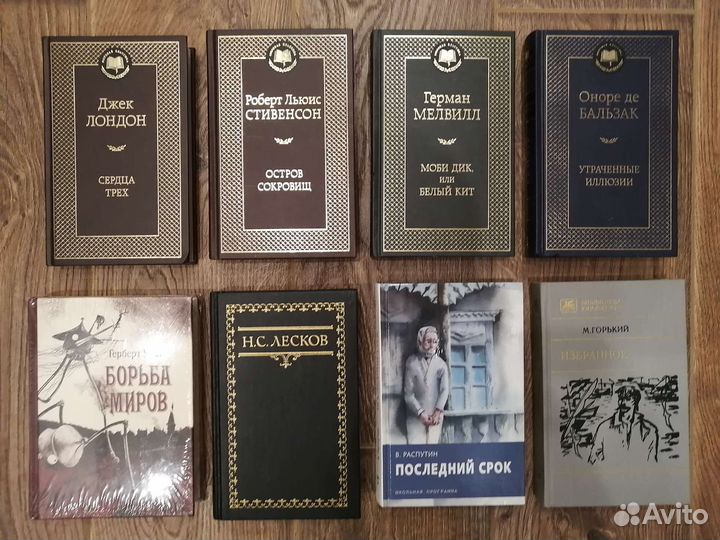 Джек
ЛОНДОН
СЕРДЦА
ТРЕХ
Роберт Льюис
СТИВЕНСОН
ОСТРОВ
СОКРОВИЩ
Герман
МЕЛВИЛЛ
МОБИ ДИК,
ИЛИ
БЕЛЫЙ КИТ
Оноре де
БАЛЬЗАК
УТРАЧЕННЫЕ
ИЛЛЮЗИИ
Герберт
БОРЬБА
МИРОВ
Н.С.ЛЕСКОВ
В. РАСПУТИН
ПОСЛЕДНИЙ СРОК
ШКОЛЬНАЯ ПРОГРАММА
М.ГОРЬКИЙ
ИЗБРАННОЕ
Avito